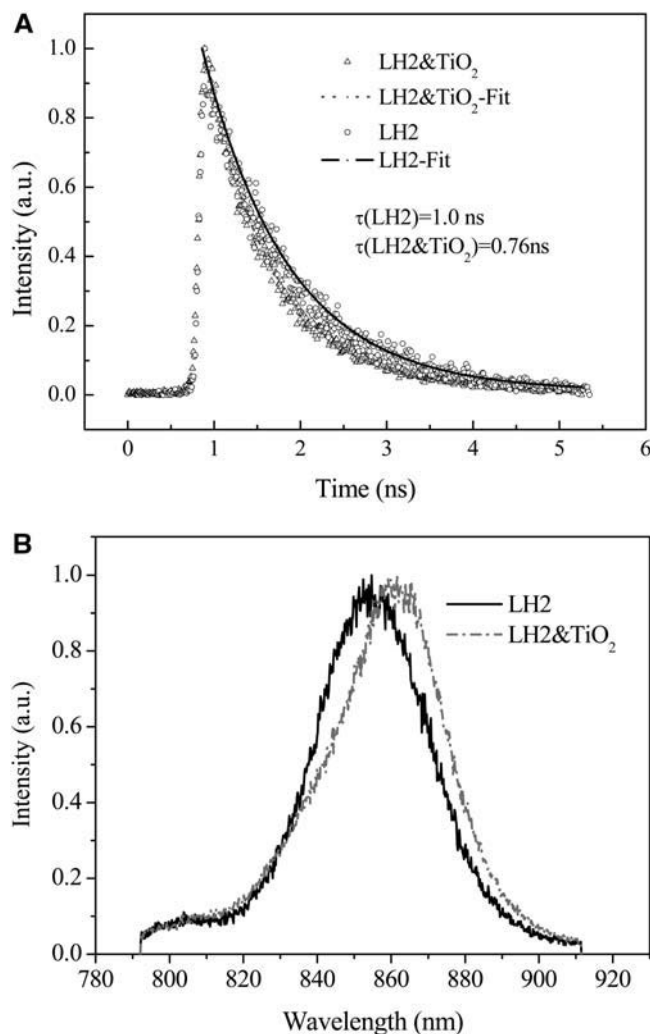 A
1.0
0.8
0.6
0.4
0.2
0.0
Intensity (a.u.)
LH2&TiO₂
LH2&TiO₂-Fit
LH2
LH2-Fit
τ(LH2)=1.0 ns
τ(LH2&TiO₂)=0.76ns
0 1 2 3 4 5 6
Time (ns)
B
1.0
0.8
0.6
0.4
0.2
0.0
Intensity (a.u.)
LH2
LH2&TiO₂
780 800 820 840 860 880 900 920
Wavelength (nm)